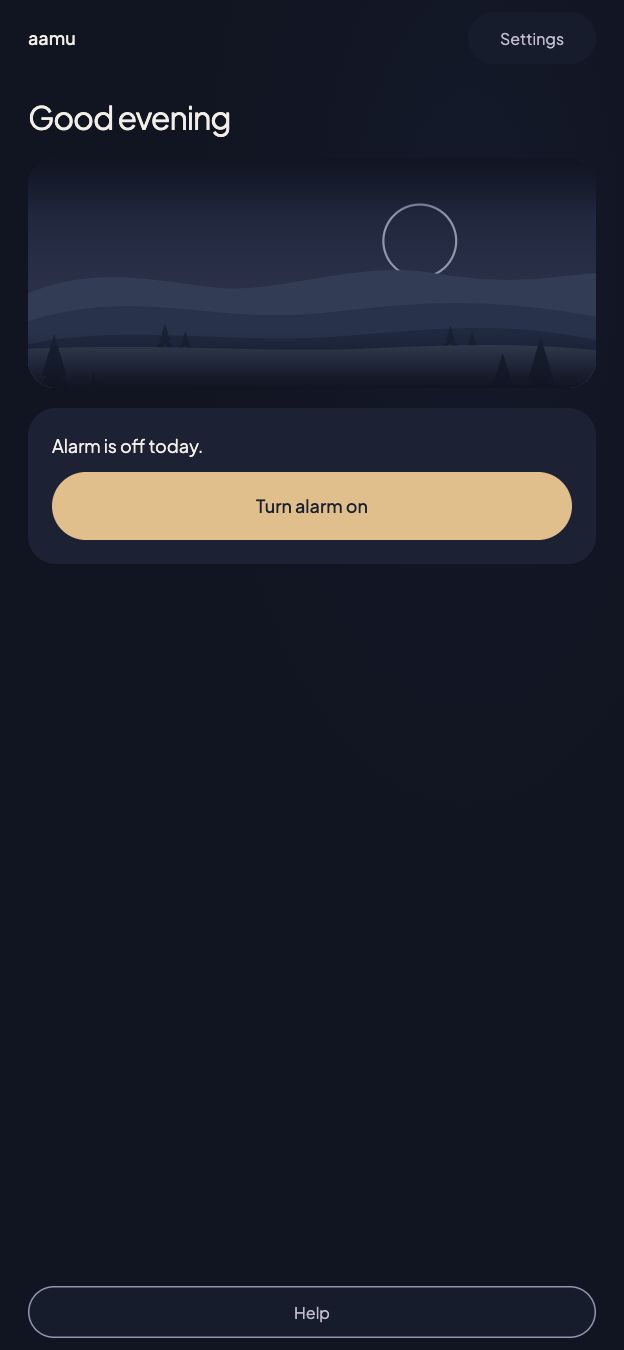 aamu
Settings
Good evening
Alarm is off today.
Turn alarm on
Help